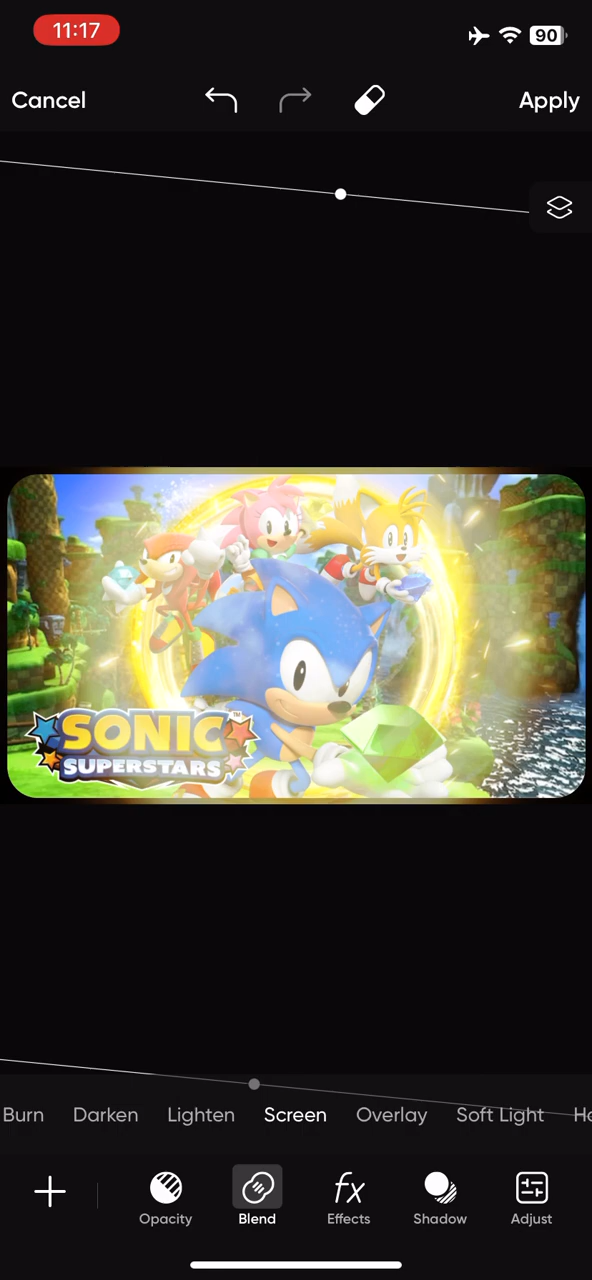 11:17
90
Cancel
Apply
SONIC
TM
SUPERSTARS
Burn Darken Lighten Screen Overlay Soft Light
Opacity Blend Effects Shadow Adjust